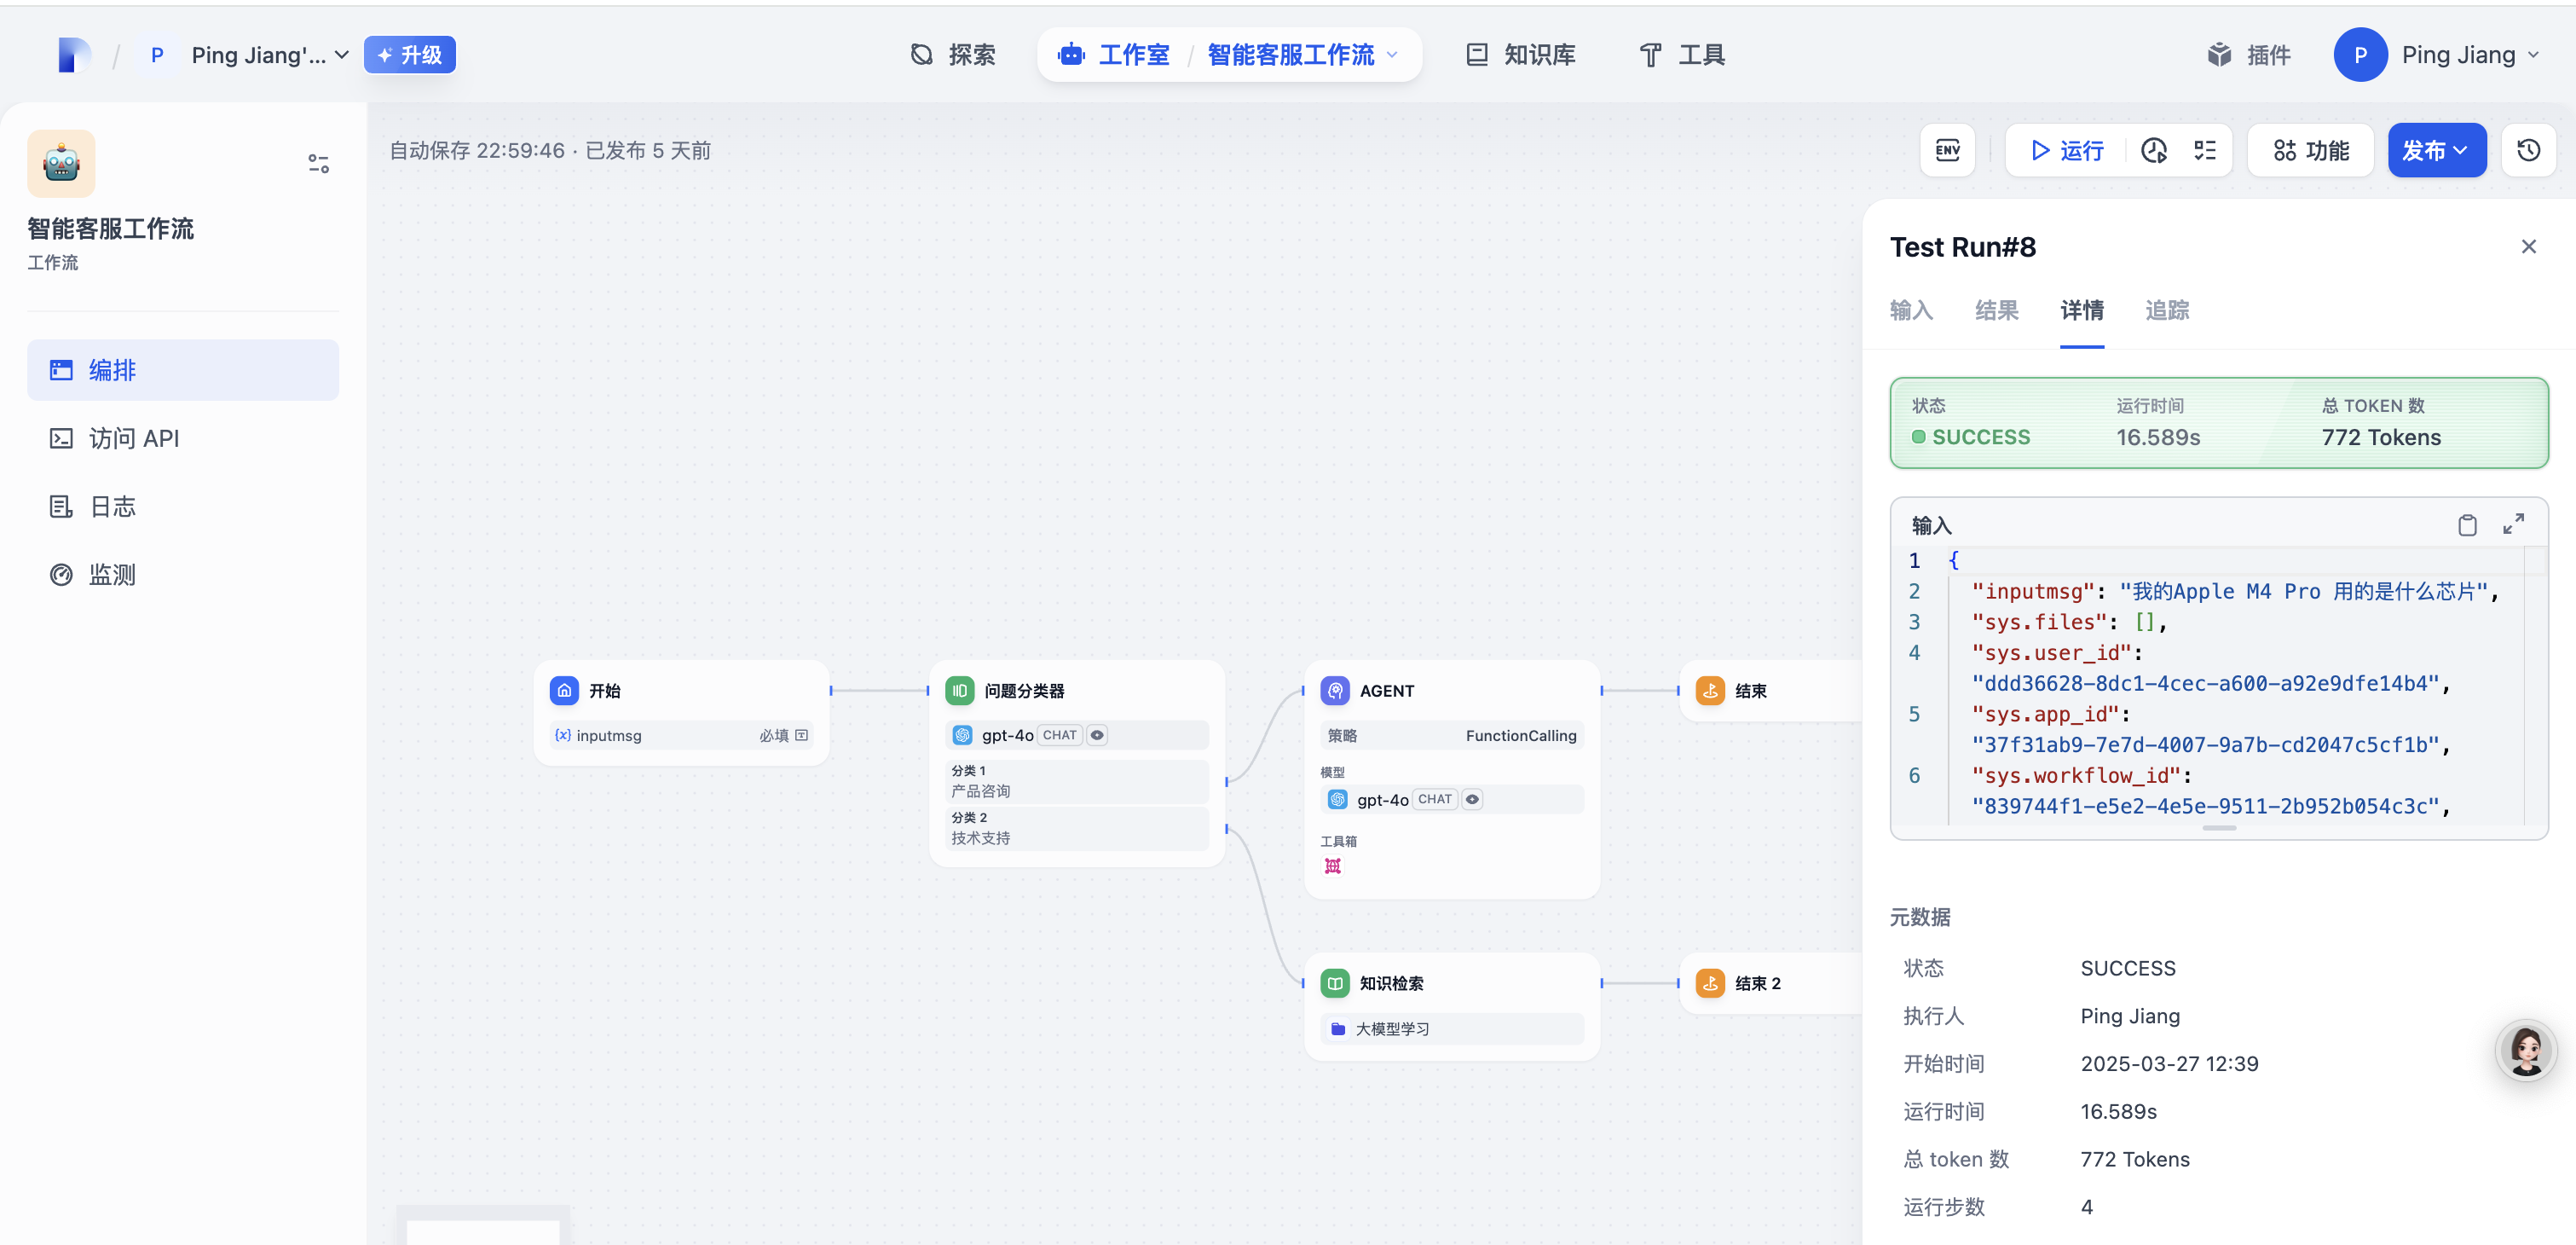 P Ping Jiang'... 升级
探索 工作室 / 智能客服工作流 知识库 工具
插件 P Ping Jiang
智能客服工作流
工作流
编排
访问 API
日志
监测
自动保存 22:59:46 · 已发布 5 天前
ENV 运行 功能 发布
开始
{x} inputmsg 必填
问题分类器
gpt-4o CHAT
分类 1
产品咨询
分类 2
技术支持
AGENT
策略 FunctionCalling
模型
gpt-4o CHAT
工具箱
结束
知识检索
大模型学习
结束 2
Test Run#8
输入 结果 详情 追踪
状态 运行时间 总 TOKEN 数
SUCCESS 16.589s 772 Tokens
输入
1 {
2 "inputmsg": "我的Apple M4 Pro 用的是什么芯片",
3 "sys.files": [],
4 "sys.user_id":
"ddd36628-8dc1-4cec-a600-a92e9dfe14b4",
5 "sys.app_id":
"37f31ab9-7e7d-4007-9a7b-cd2047c5cf1b",
6 "sys.workflow_id":
"839744f1-e5e2-4e5e-9511-2b952b054c3c",
元数据
状态 SUCCESS
执行人 Ping Jiang
开始时间 2025-03-27 12:39
运行时间 16.589s
总 token 数 772 Tokens
运行步数 4